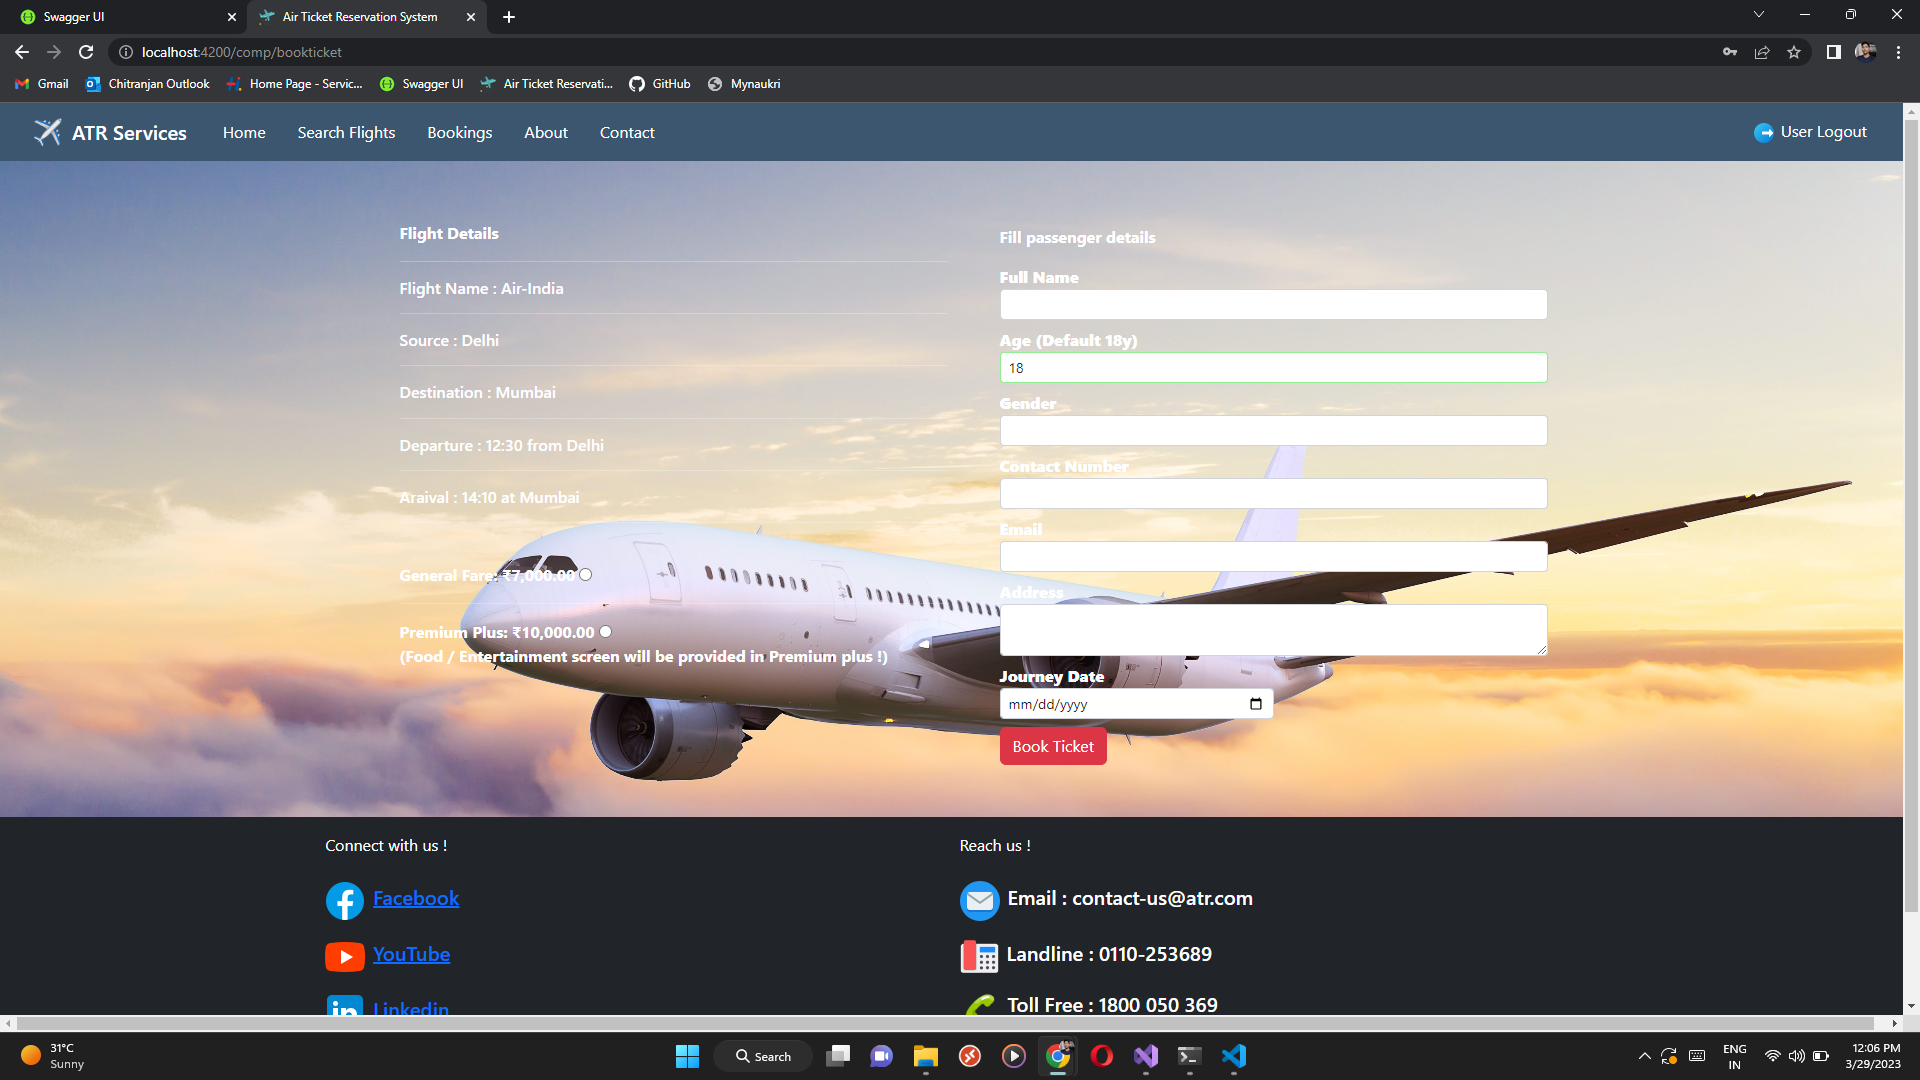 Swagger UI
Air Ticket Reservation System
localhost:4200/comp/bookticket
Gmail
Chitranjan Outlook
Home Page - Servic...
Swagger UI
Air Ticket Reservati...
GitHub
Mynaukri
ATR Services
Home
Search Flights
Bookings
About
Contact
User Logout
Flight Details
Flight Name : Air-India
Source : Delhi
Destination : Mumbai
Departure : 12:30 from Delhi
Araival : 14:10 at Mumbai
General Fare: ₹7,000.00
Premium Plus: ₹10,000.00
(Food / Entertainment screen will be provided in Premium plus !)
Fill passenger details
Full Name
Age (Default 18y)
18
Gender
Contact Number
Email
Address
Journey Date
mm/dd/yyyy
Book Ticket
Connect with us !
Facebook
YouTube
Linkedin
Reach us !
Email : contact-us@atr.com
Landline : 0110-253689
Toll Free : 1800 050 369
31°C
Sunny
Search
ENG
IN
12:06 PM
3/29/2023